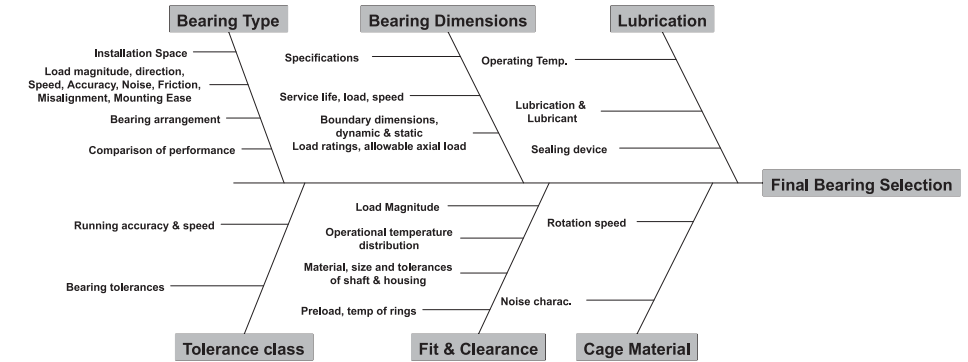 Bearing Type
Bearing Dimensions
Lubrication
Installation Space
Load magnitude, direction,
Speed, Accuracy, Noise, Friction,
Misalignment, Mounting Ease
Bearing arrangement
Comparison of performance
Specifications
Service life, load, speed
Boundary dimensions,
dynamic & static
Load ratings, allowable axial load
Operating Temp.
Lubrication &
Lubricant
Sealing device
Final Bearing Selection
Running accuracy & speed
Bearing tolerances
Load Magnitude
Operational temperature
distribution
Material, size and tolerances
of shaft & housing
Preload, temp of rings
Rotation speed
Noise charac.
Tolerance class
Fit & Clearance
Cage Material